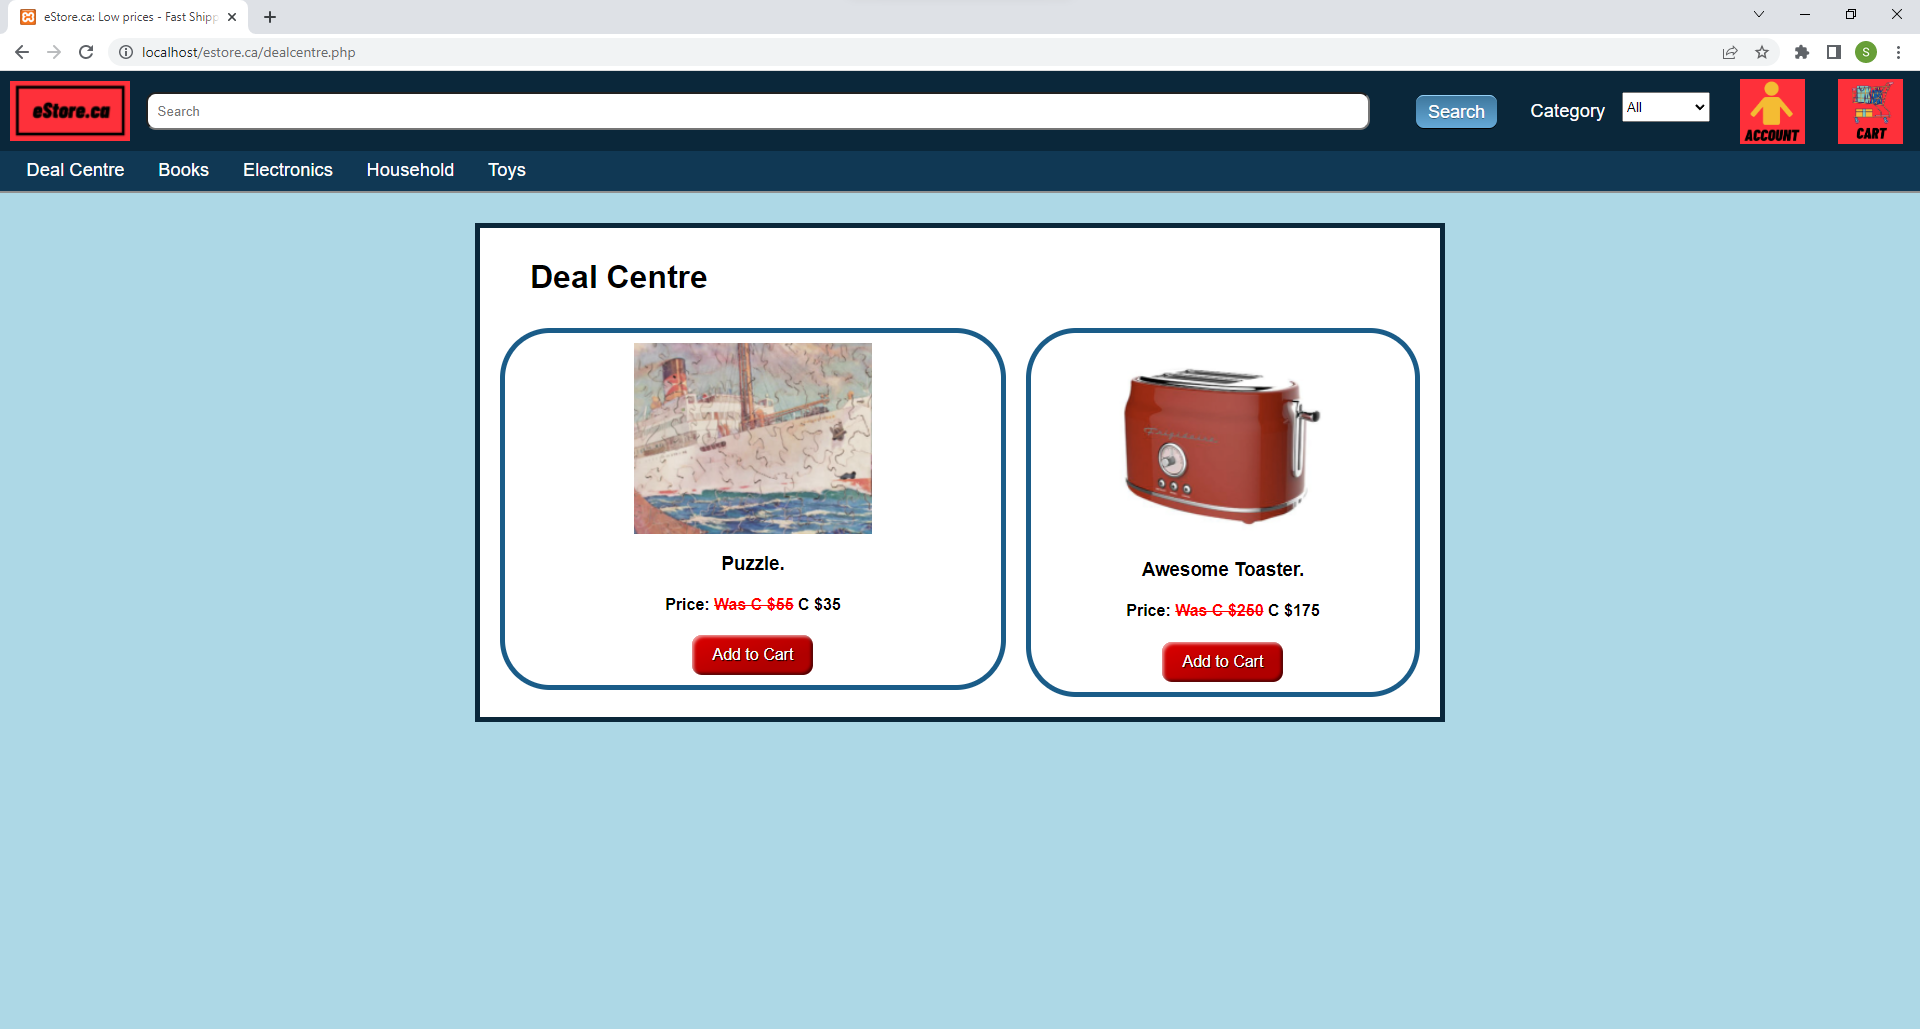 eStore.ca: Low prices - Fast Shipp
localhost/estore.ca/dealcentre.php
S
eStore.ca
Search
Search
Category
All
ACCOUNT
CART
Deal Centre
Books
Electronics
Household
Toys
Deal Centre
Puzzle.
Price: Was C $55 C $35
Add to Cart
Awesome Toaster.
Price: Was C $250 C $175
Add to Cart